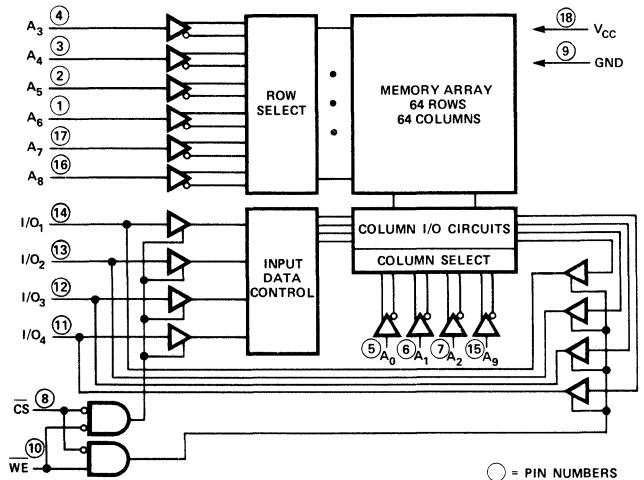 A3 4
A4 3
A5 2
A6 1
A7 17
A8 16
ROW
SELECT
MEMORY ARRAY
64 ROWS
64 COLUMNS
18 VCC
9 GND
I/O1 14
I/O2 13
I/O3 12
I/O4 11
INPUT
DATA
CONTROL
COLUMN I/O CIRCUITS
COLUMN SELECT
5 A0 6 A1 7 A2 15 A9
C̅S̅ 8
W̅E̅ 10
= PIN NUMBERS